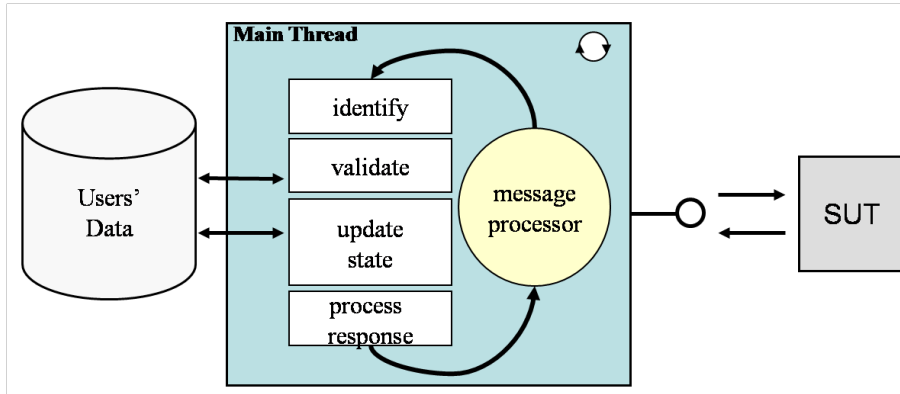 Main Thread
identify
validate
update
state
process
response
message
processor
Users’
Data
SUT